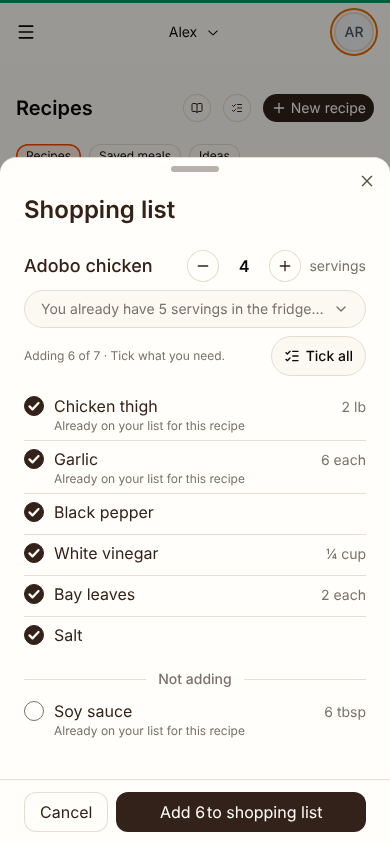 Alex
AR
Recipes
New recipe
Recipes
Saved meals
Ideas
Shopping list
Adobo chicken
4
servings
You already have 5 servings in the fridge...
Adding 6 of 7 · Tick what you need.
Tick all
Chicken thigh
2 lb
Already on your list for this recipe
Garlic
6 each
Already on your list for this recipe
Black pepper
White vinegar
¼ cup
Bay leaves
2 each
Salt
Not adding
Soy sauce
6 tbsp
Already on your list for this recipe
Cancel
Add 6 to shopping list